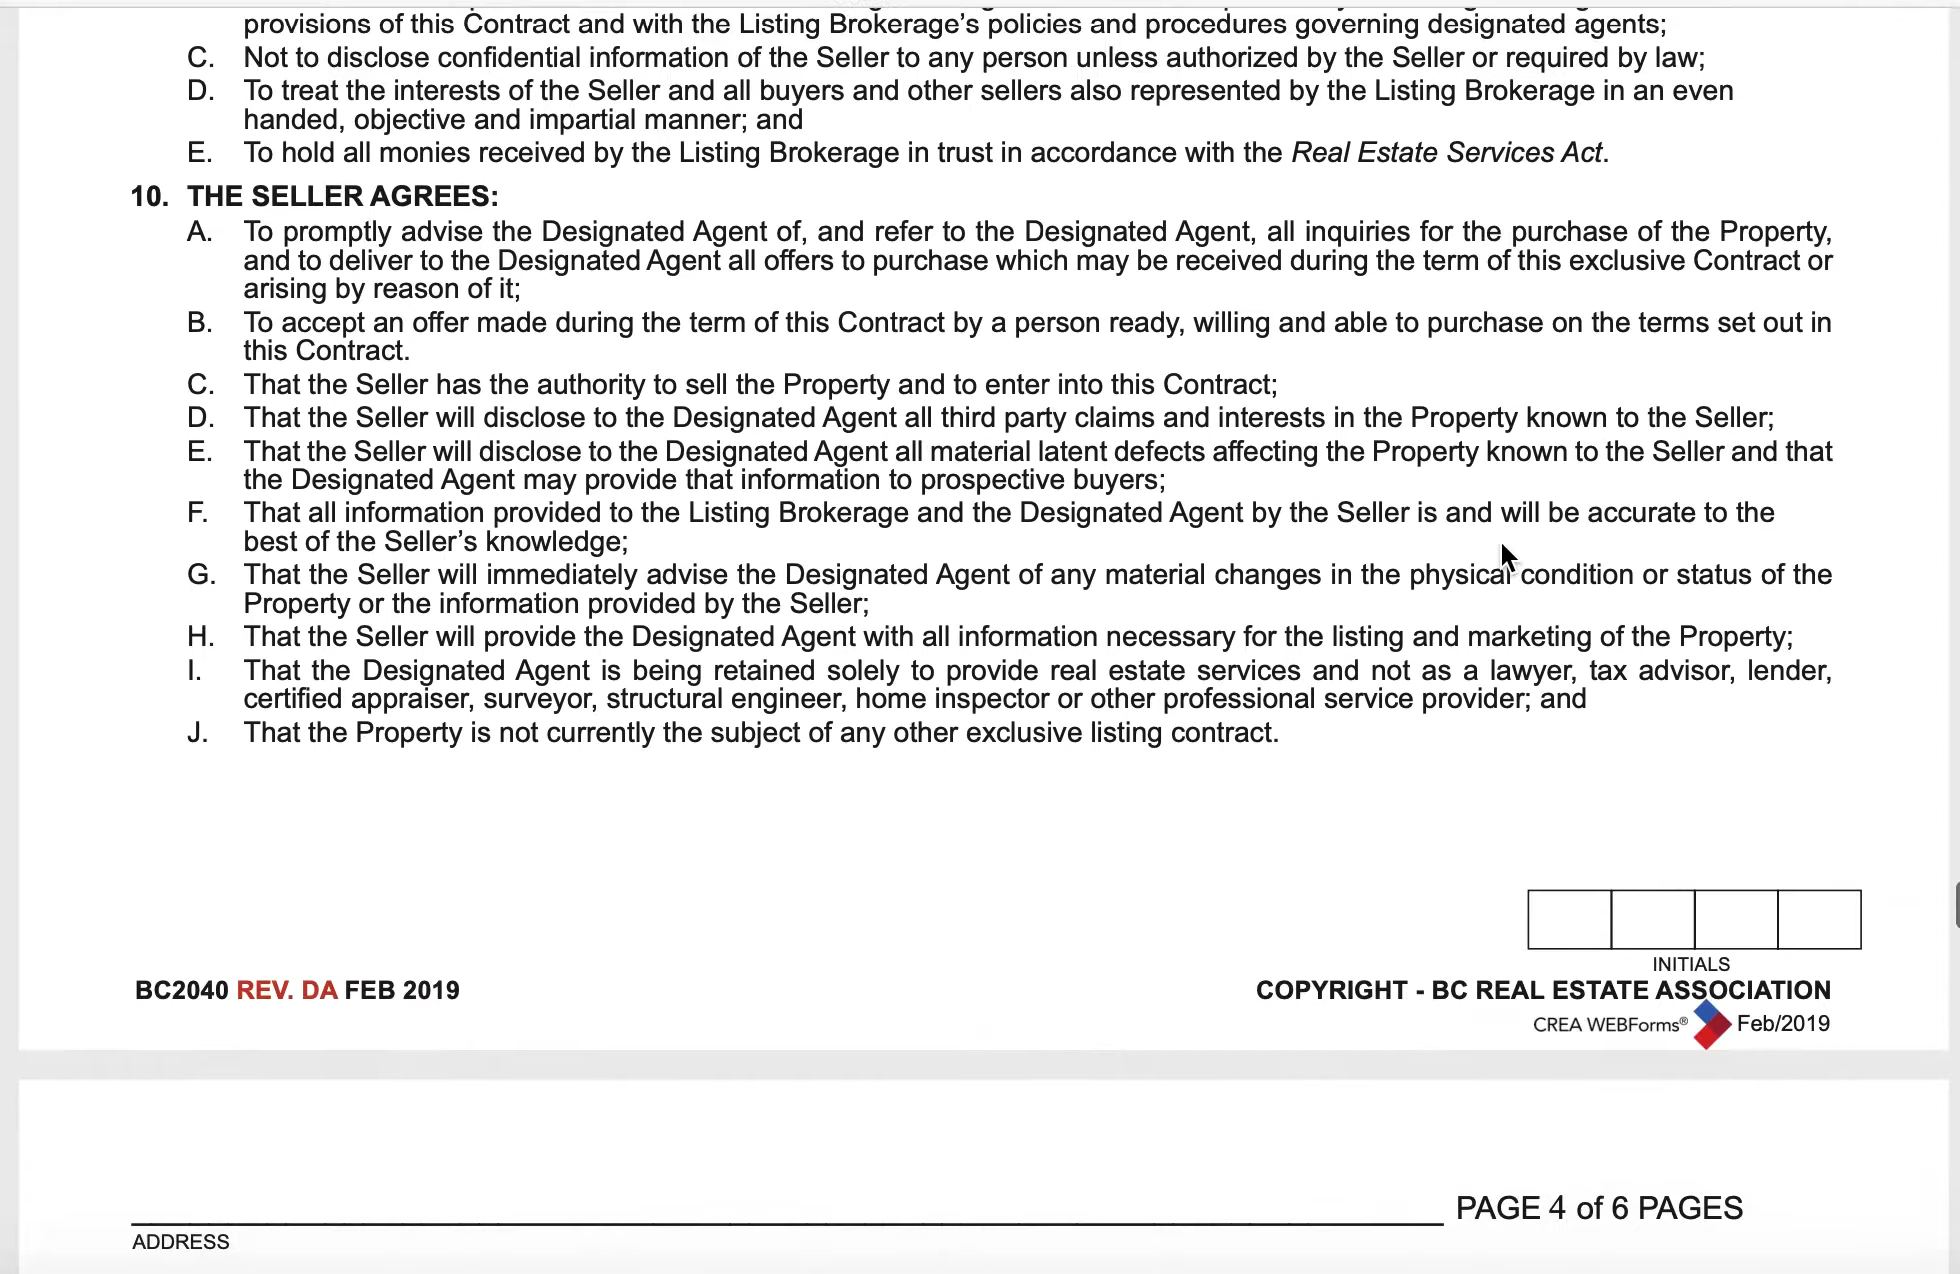 provisions of this Contract and with the Listing Brokerage’s policies and procedures governing designated agents;
C. Not to disclose confidential information of the Seller to any person unless authorized by the Seller or required by law;
D. To treat the interests of the Seller and all buyers and other sellers also represented by the Listing Brokerage in an even
handed, objective and impartial manner; and
E. To hold all monies received by the Listing Brokerage in trust in accordance with the Real Estate Services Act.
10. THE SELLER AGREES:
A. To promptly advise the Designated Agent of, and refer to the Designated Agent, all inquiries for the purchase of the Property,
and to deliver to the Designated Agent all offers to purchase which may be received during the term of this exclusive Contract or
arising by reason of it;
B. To accept an offer made during the term of this Contract by a person ready, willing and able to purchase on the terms set out in
this Contract.
C. That the Seller has the authority to sell the Property and to enter into this Contract;
D. That the Seller will disclose to the Designated Agent all third party claims and interests in the Property known to the Seller;
E. That the Seller will disclose to the Designated Agent all material latent defects affecting the Property known to the Seller and that
the Designated Agent may provide that information to prospective buyers;
F. That all information provided to the Listing Brokerage and the Designated Agent by the Seller is and will be accurate to the
best of the Seller’s knowledge;
G. That the Seller will immediately advise the Designated Agent of any material changes in the physical condition or status of the
Property or the information provided by the Seller;
H. That the Seller will provide the Designated Agent with all information necessary for the listing and marketing of the Property;
I. That the Designated Agent is being retained solely to provide real estate services and not as a lawyer, tax advisor, lender,
certified appraiser, surveyor, structural engineer, home inspector or other professional service provider; and
J. That the Property is not currently the subject of any other exclusive listing contract.
INITIALS
BC2040 REV. DA FEB 2019 COPYRIGHT - BC REAL ESTATE ASSOCIATION
CREA WEBForms® Feb/2019
PAGE 4 of 6 PAGES
ADDRESS